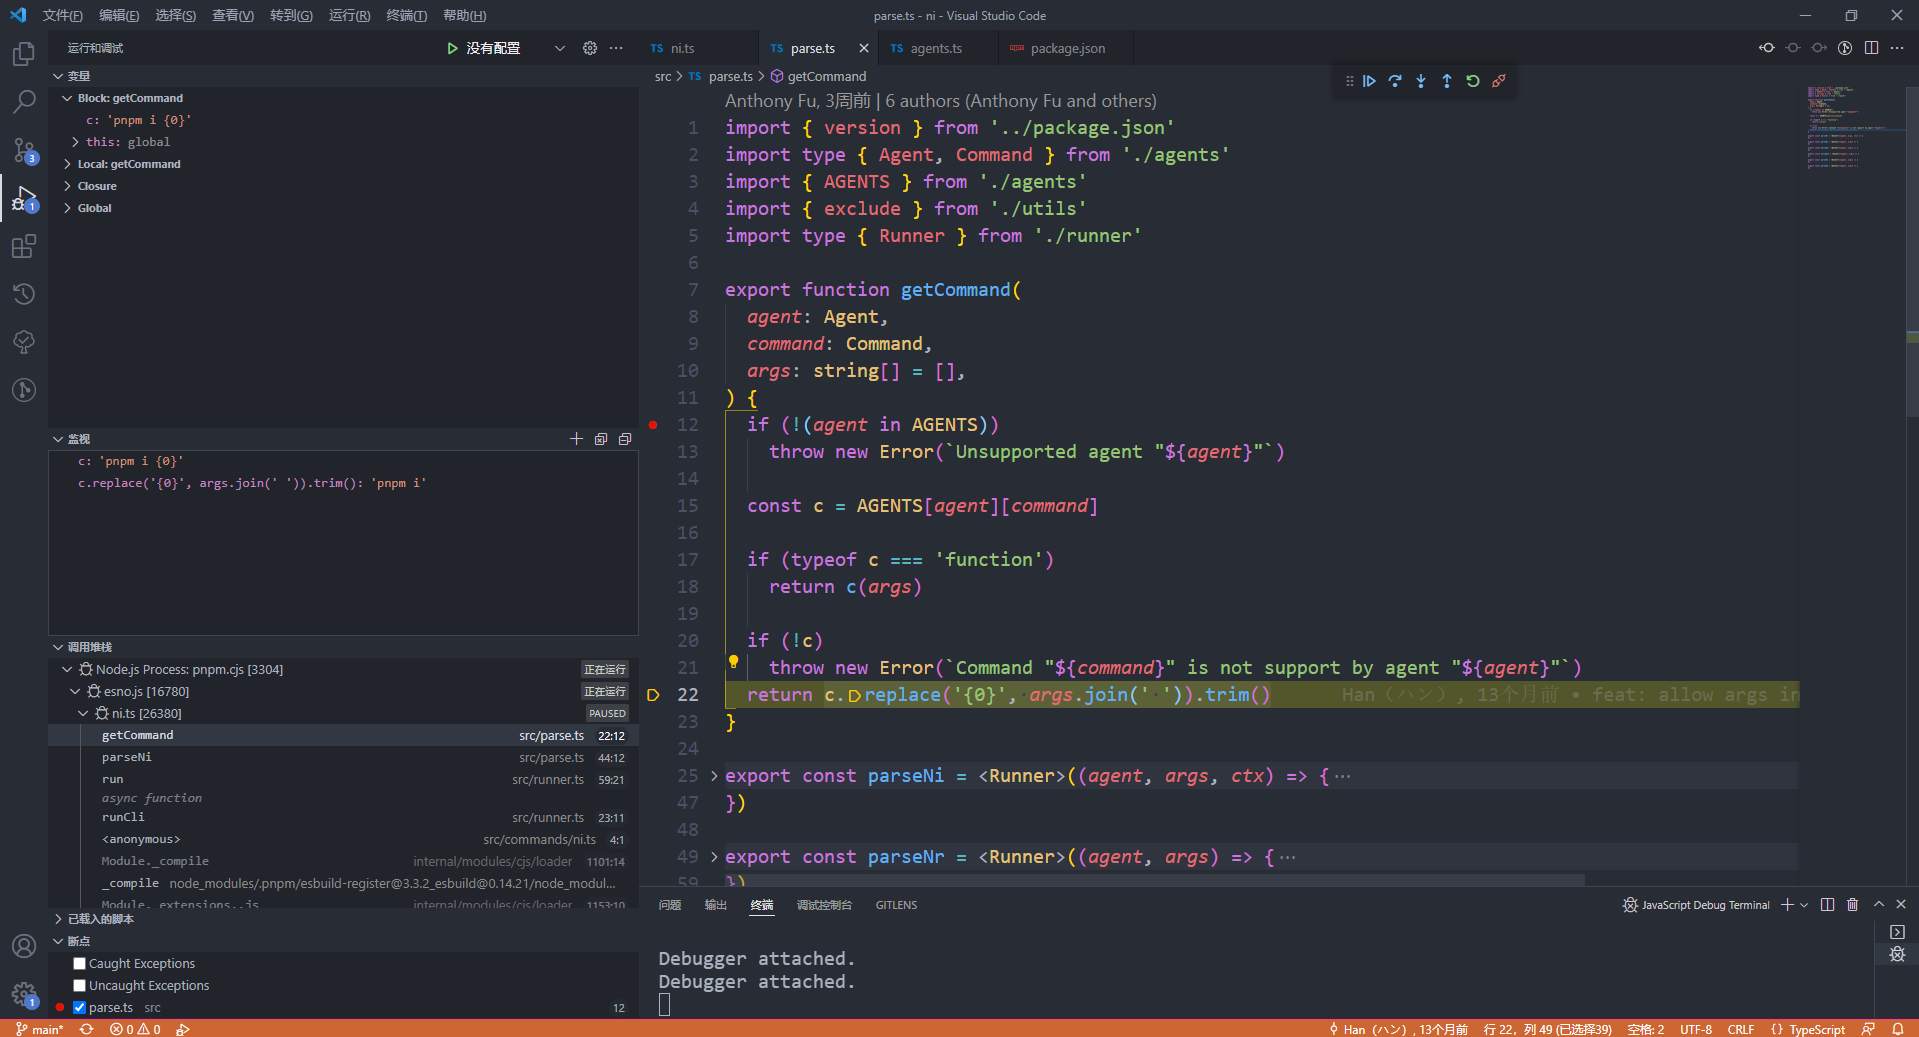 文件(F) 编辑(E) 选择(S) 查看(V) 转到(G) 运行(R) 终端(T) 帮助(H)
parse.ts - ni - Visual Studio Code
运行和调试
没有配置
变量
Block: getCommand
c: 'pnpm i {0}'
this: global
Local: getCommand
Closure
Global
监视
c: 'pnpm i {0}'
c.replace('{0}', args.join(' ')).trim(): 'pnpm i'
调用堆栈
Node.js Process: pnpm.cjs [3304] 正在运行
esno.js [16780] 正在运行
ni.ts [26380] PAUSED
getCommand src/parse.ts 22:12
parseNi src/parse.ts 44:12
run src/runner.ts 59:21
async function
runCli src/runner.ts 23:11
<anonymous> src/commands/ni.ts 4:1
Module._compile internal/modules/cjs/loader 1101:14
_compile node_modules/.pnpm/esbuild-register@3.3.2_esbuild@0.14.21/node_modul...
Module._extensions..js internal/modules/cjs/loader 1153:10
已载入的脚本
断点
Caught Exceptions
Uncaught Exceptions
parse.ts src 12
3
1
1
TS ni.ts TS parse.ts TS agents.ts package.json
src > TS parse.ts > getCommand
Anthony Fu, 3周前 | 6 authors (Anthony Fu and others)
1 import { version } from '../package.json'
2 import type { Agent, Command } from './agents'
3 import { AGENTS } from './agents'
4 import { exclude } from './utils'
5 import type { Runner } from './runner'
6
7 export function getCommand(
8 agent: Agent,
9 command: Command,
10 args: string[] = [],
11 ) {
12 if (!(agent in AGENTS))
13 throw new Error(`Unsupported agent "${agent}"`)
14
15 const c = AGENTS[agent][command]
16
17 if (typeof c === 'function')
18 return c(args)
19
20 if (!c)
21 throw new Error(`Command "${command}" is not support by agent "${agent}"`)
22 return c.replace('{0}', args.join(' ')).trim() Han（ハン）, 13个月前 • feat: allow args in
23 }
24
25 export const parseNi = <Runner>((agent, args, ctx) => {···
47 })
48
49 export const parseNr = <Runner>((agent, args) => {···
59 })
问题 输出 终端 调试控制台 GITLENS
JavaScript Debug Terminal
Debugger attached.
Debugger attached.
main* 0 0
Han（ハン）, 13个月前 行 22，列 49 (已选择39) 空格: 2 UTF-8 CRLF {} TypeScript